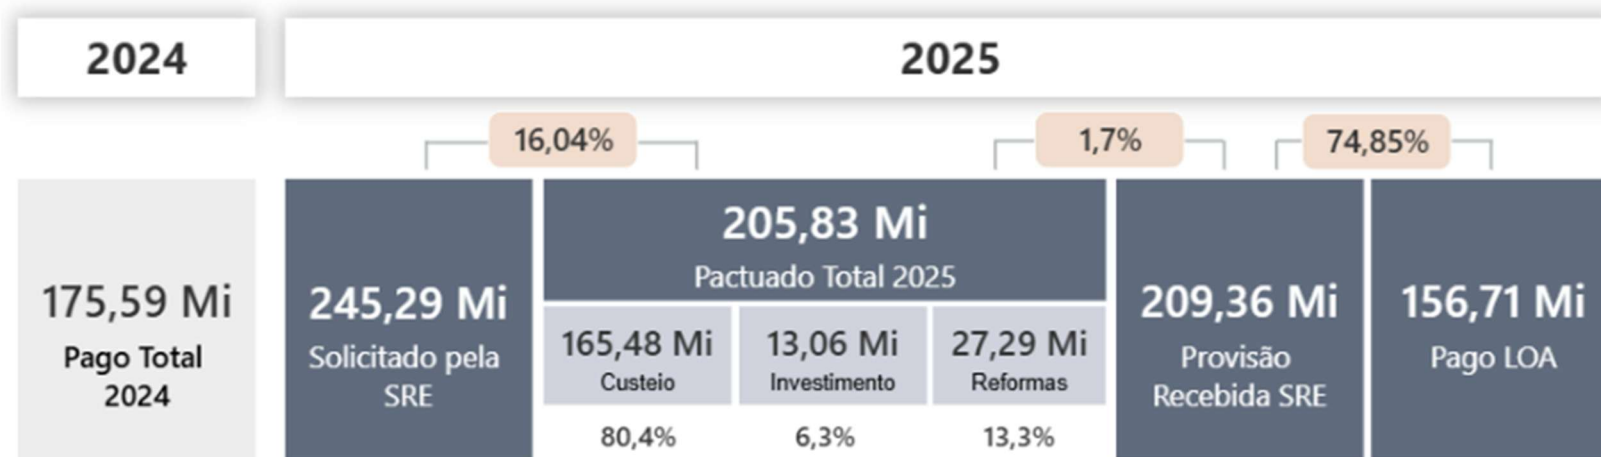 2024
2025
16,04%
1,7%
74,85%
175,59 Mi
Pago Total
2024
245,29 Mi
Solicitado pela
SRE
205,83 Mi
Pactuado Total 2025
165,48 Mi
Custeio
80,4%
13,06 Mi
Investimento
6,3%
27,29 Mi
Reformas
13,3%
209,36 Mi
Provisão
Recebida SRE
156,71 Mi
Pago LOA